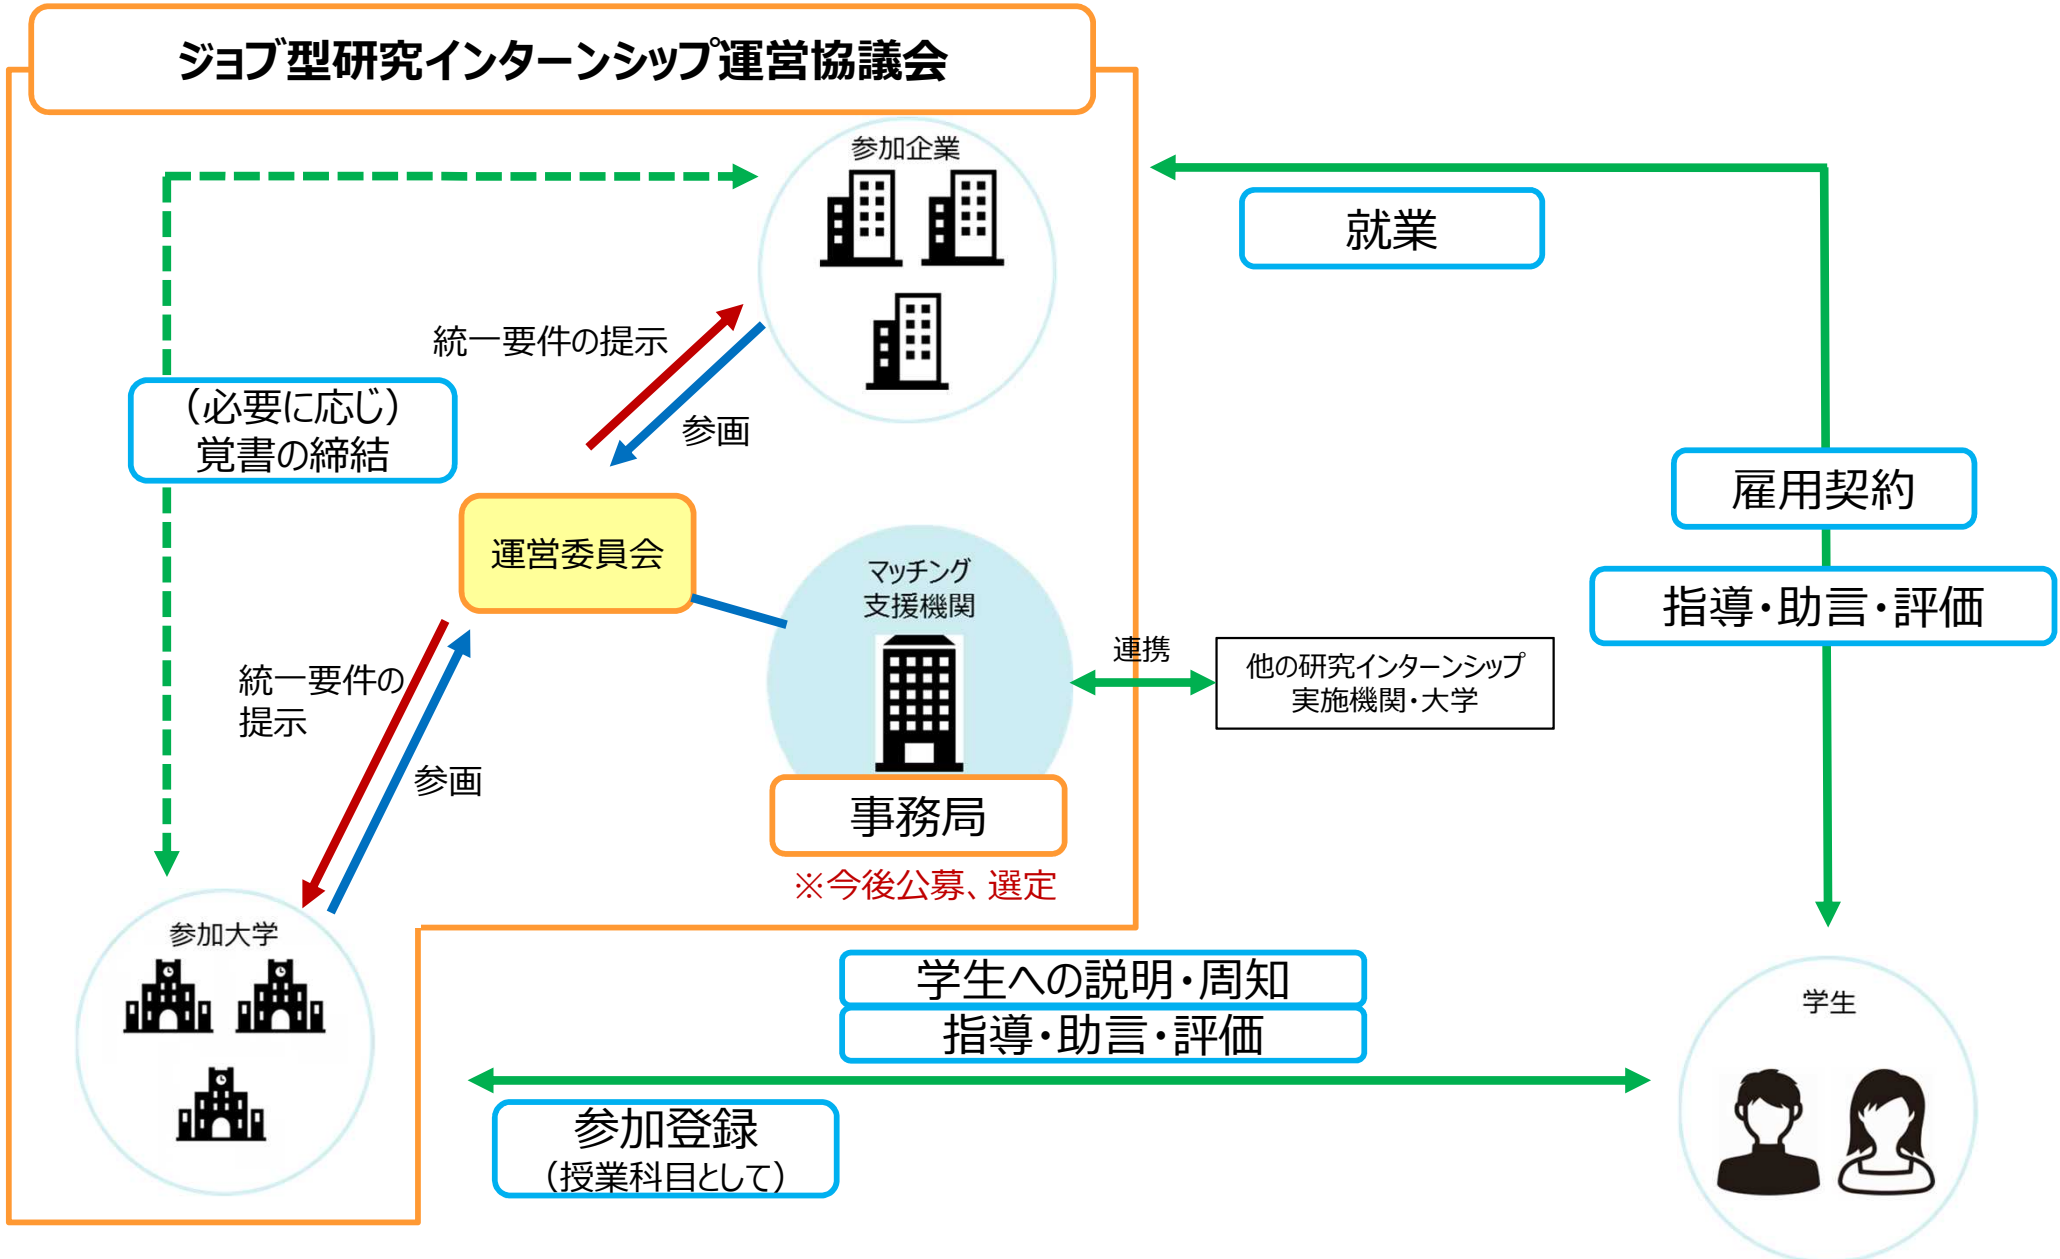 ジョブ型研究インターンシップ運営協議会
参加企業
就業
統一要件の提示
参画
（必要に応じ）
覚書の締結
雇用契約
運営委員会
マッチング
支援機関
指導・助言・評価
連携
他の研究インターンシップ
実施機関・大学
統一要件の
提示
参画
事務局
※今後公募、選定
参加大学
学生への説明・周知
指導・助言・評価
学生
参加登録
（授業科目として）